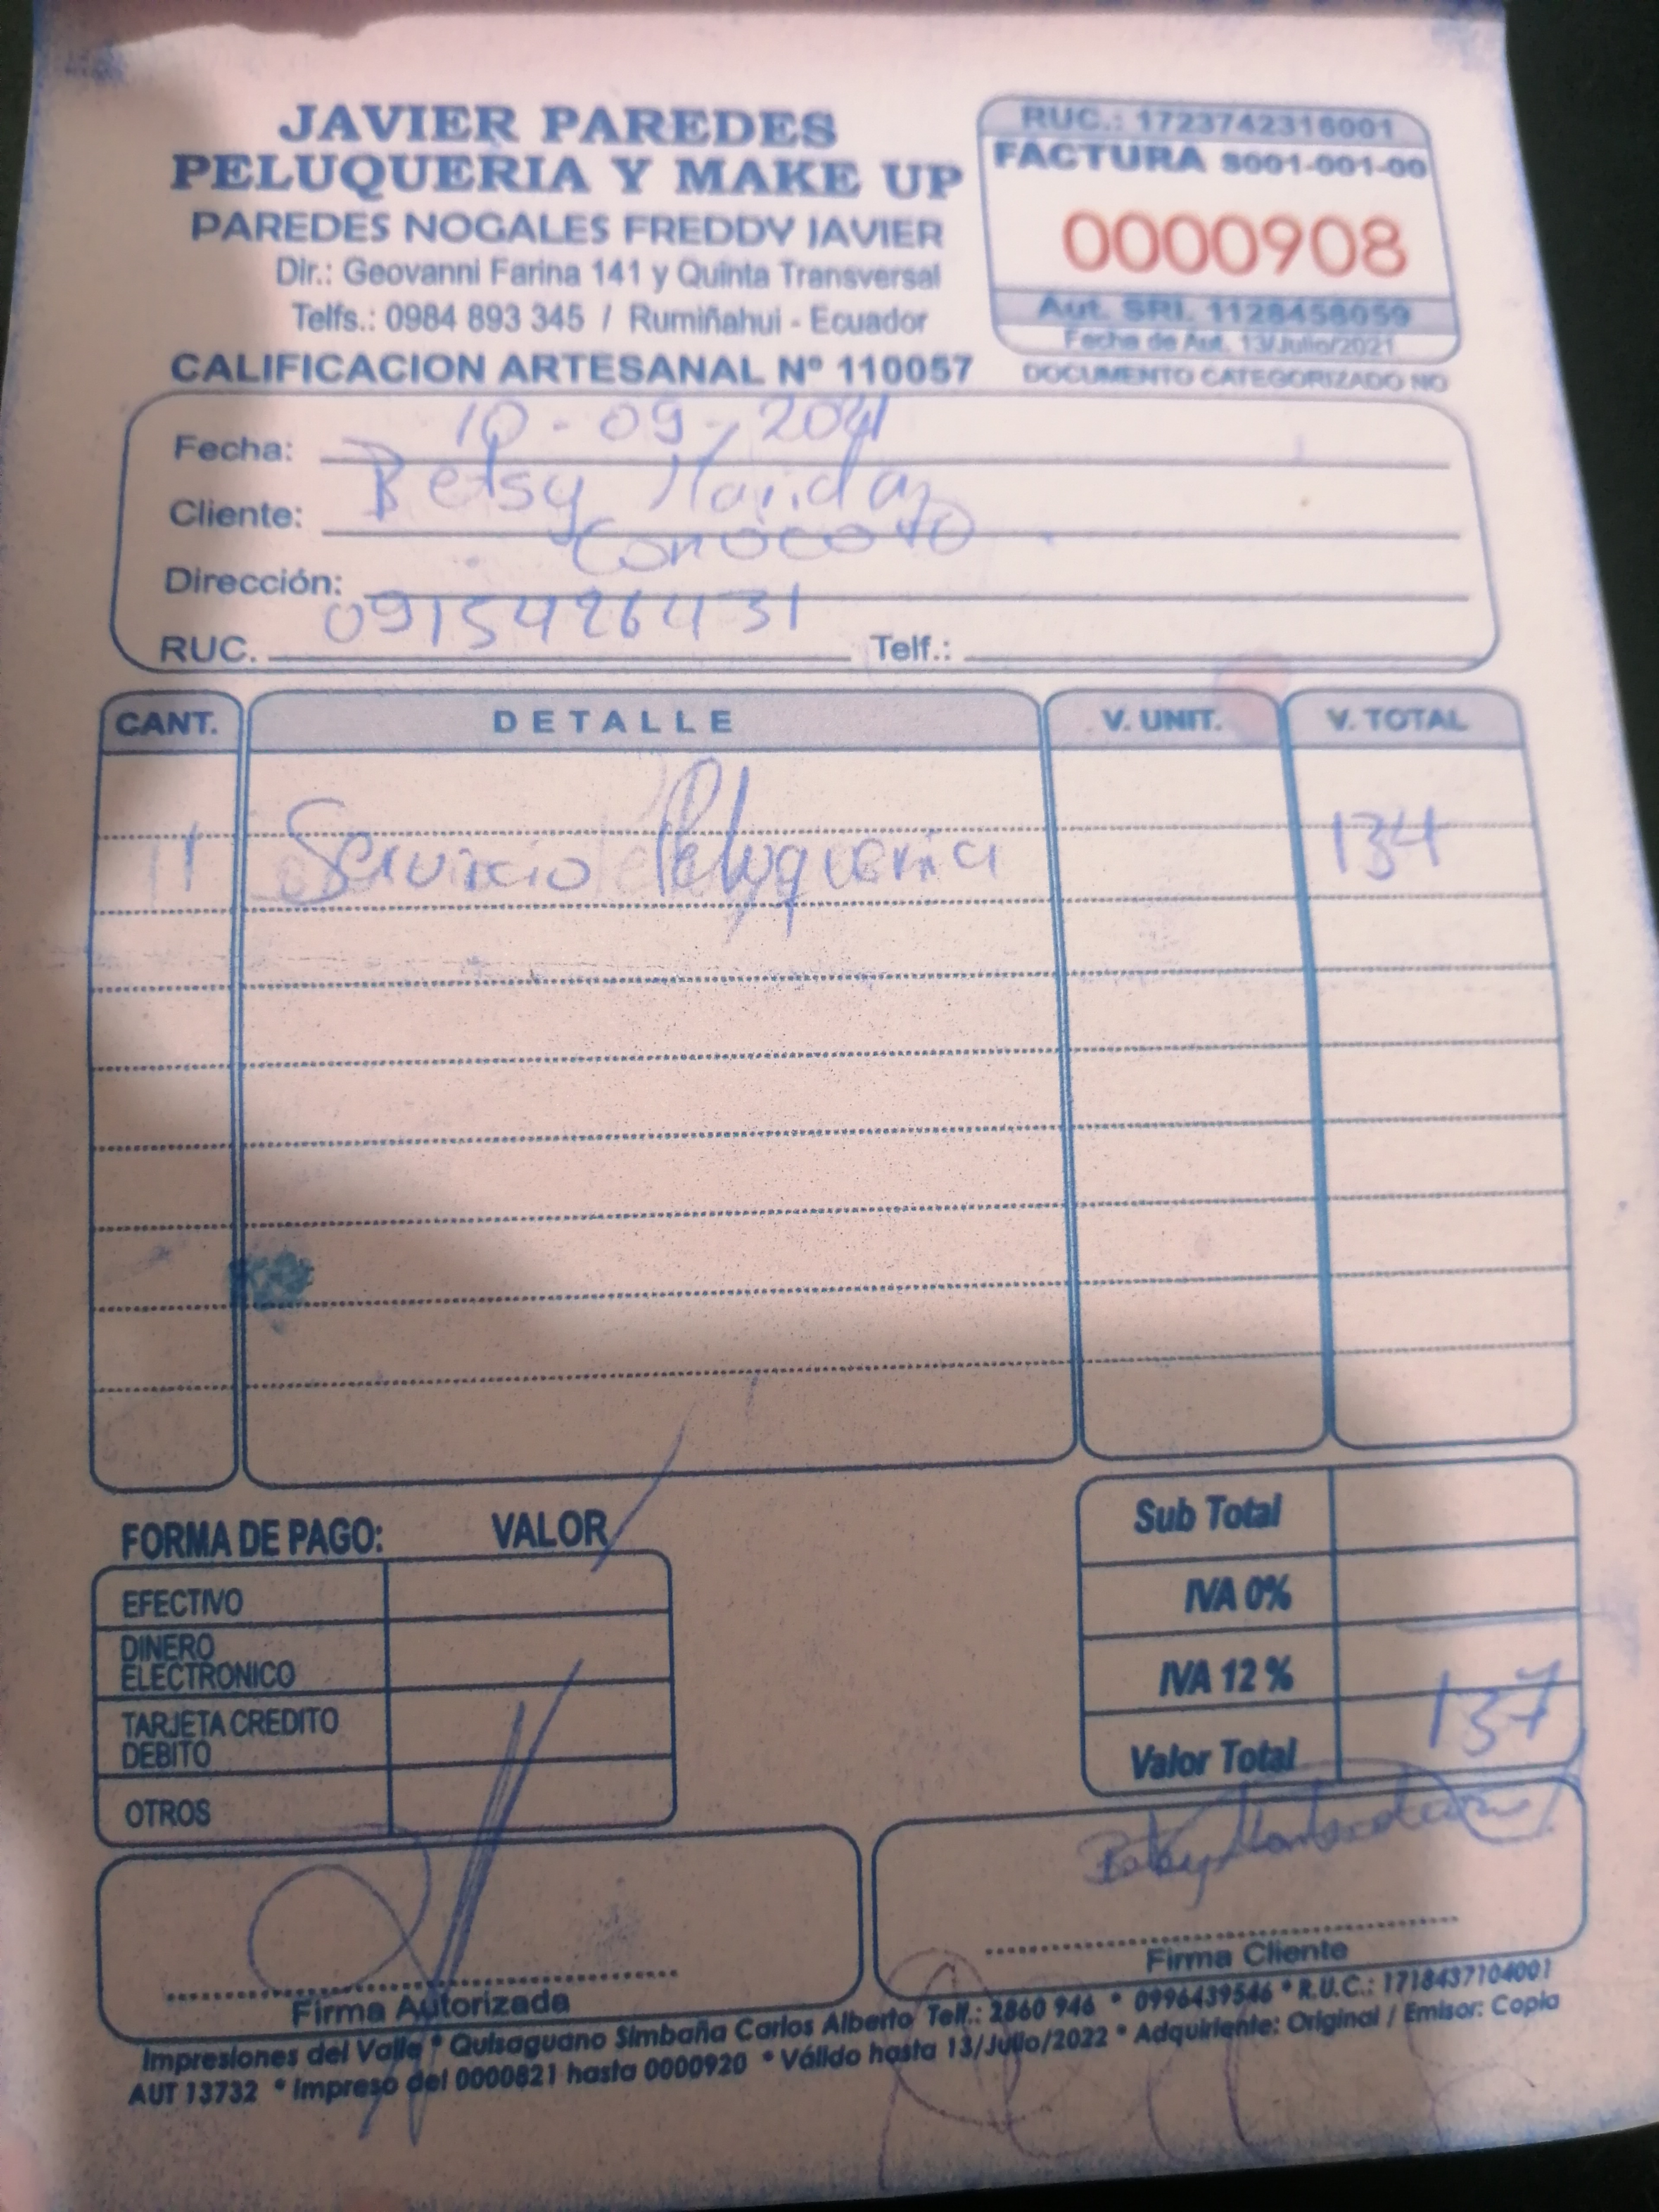 JAVIER PAREDES
PELUQUERIA Y MAKE UP
PAREDES NOGALES FREDDY JAVIER
Dir.: Geovanni Farina 141 y Quinta Transversal
Telfs.: 0984 893 345 / Rumiñahui - Ecuador
CALIFICACION ARTESANAL Nº 110057
RUC.: 1723742316001
FACTURA S001-001-00
0000908
Aut. SRI. 1128458059
Fecha de Aut. 13/Julio/2021
DOCUMENTO CATEGORIZADO NO
Fecha: 10-09-2021
Cliente: Betsy
Dirección: Conocoto
RUC. 0915426431 Telf.:
CANT. DETALLE V. UNIT. V. TOTAL
Servicio Peluqueria 134
FORMA DE PAGO: VALOR
EFECTIVO
DINERO ELECTRONICO
TARJETA CREDITO DEBITO
OTROS
Sub Total
IVA 0%
IVA 12 %
Valor Total 137
Firma Autorizada
Betsy
Firma Cliente
Impresiones del Valle * Quisaguano Simbaña Carlos Alberto Telf.: 2860 946 * 0996439546 * R.U.C.: 1718437104001
AUT 13732 * Impreso del 0000821 hasta 0000920 * Válido hasta 13/Julio/2022 * Adquiriente: Original / Emisor: Copia